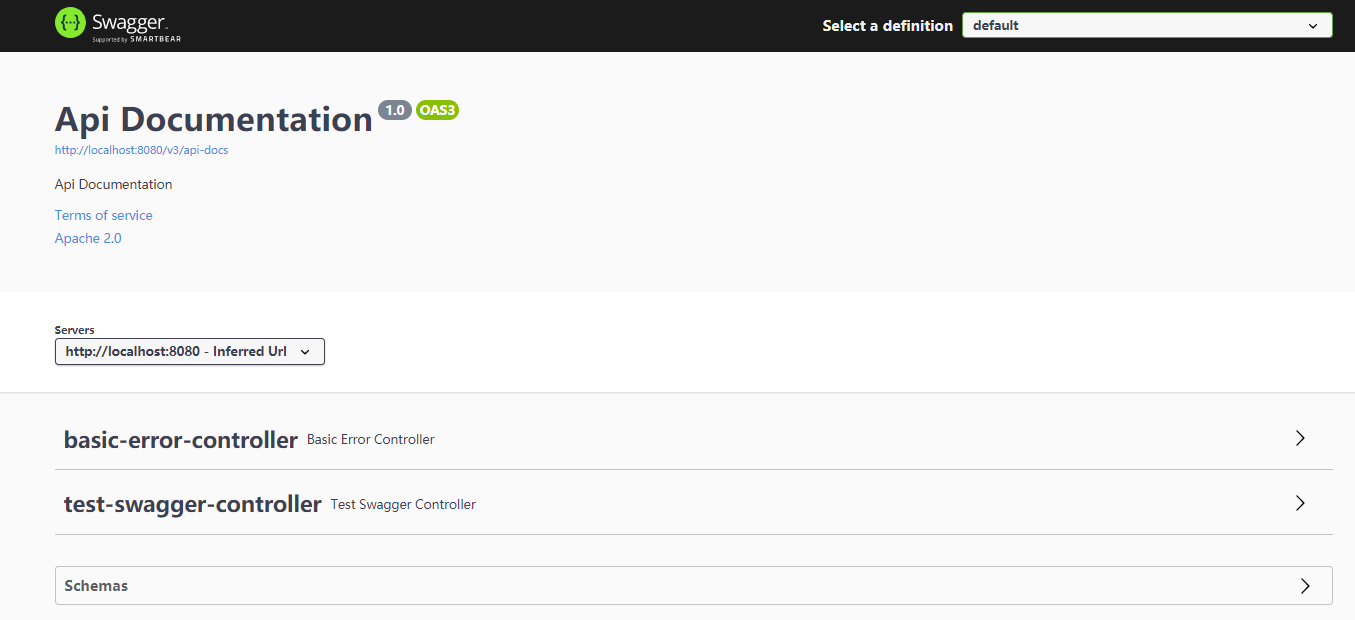 {···} Swagger.
Supported by SMARTBEAR
Select a definition
default
Api Documentation 1.0 OAS3
http://localhost:8080/v3/api-docs
Api Documentation
Terms of service
Apache 2.0
Servers
http://localhost:8080 - Inferred Url
basic-error-controller Basic Error Controller
test-swagger-controller Test Swagger Controller
Schemas